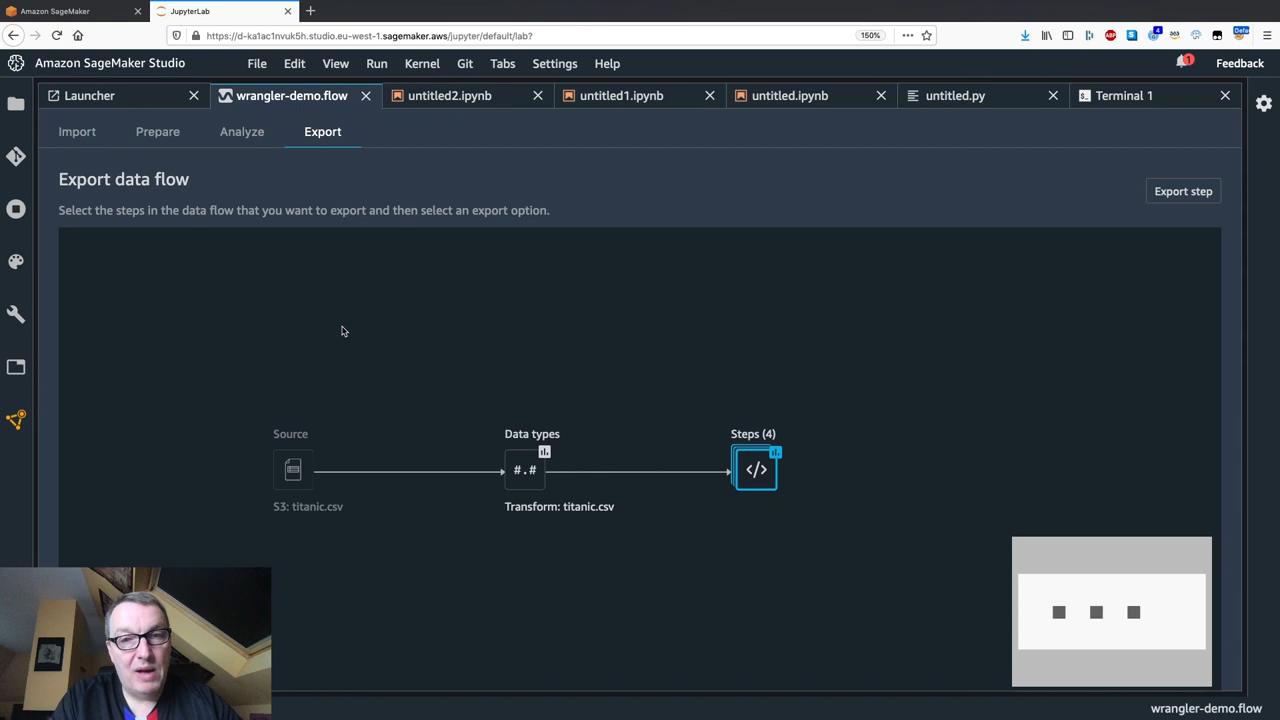 Amazon SageMaker
JupyterLab
https://d-ka1ac1nvuk5h.studio.eu-west-1.sagemaker.aws/jupyter/default/lab?
150%
ABP
4
Defa
Amazon SageMaker Studio
File
Edit
View
Run
Kernel
Git
Tabs
Settings
Help
1
Feedback
Launcher
wrangler-demo.flow
untitled2.ipynb
untitled1.ipynb
untitled.ipynb
untitled.py
Terminal 1
Import
Prepare
Analyze
Export
Export data flow
Export step
Select the steps in the data flow that you want to export and then select an export option.
Source
Data types
Steps (4)
#.#
</>
S3: titanic.csv
Transform: titanic.csv
wrangler-demo.flow